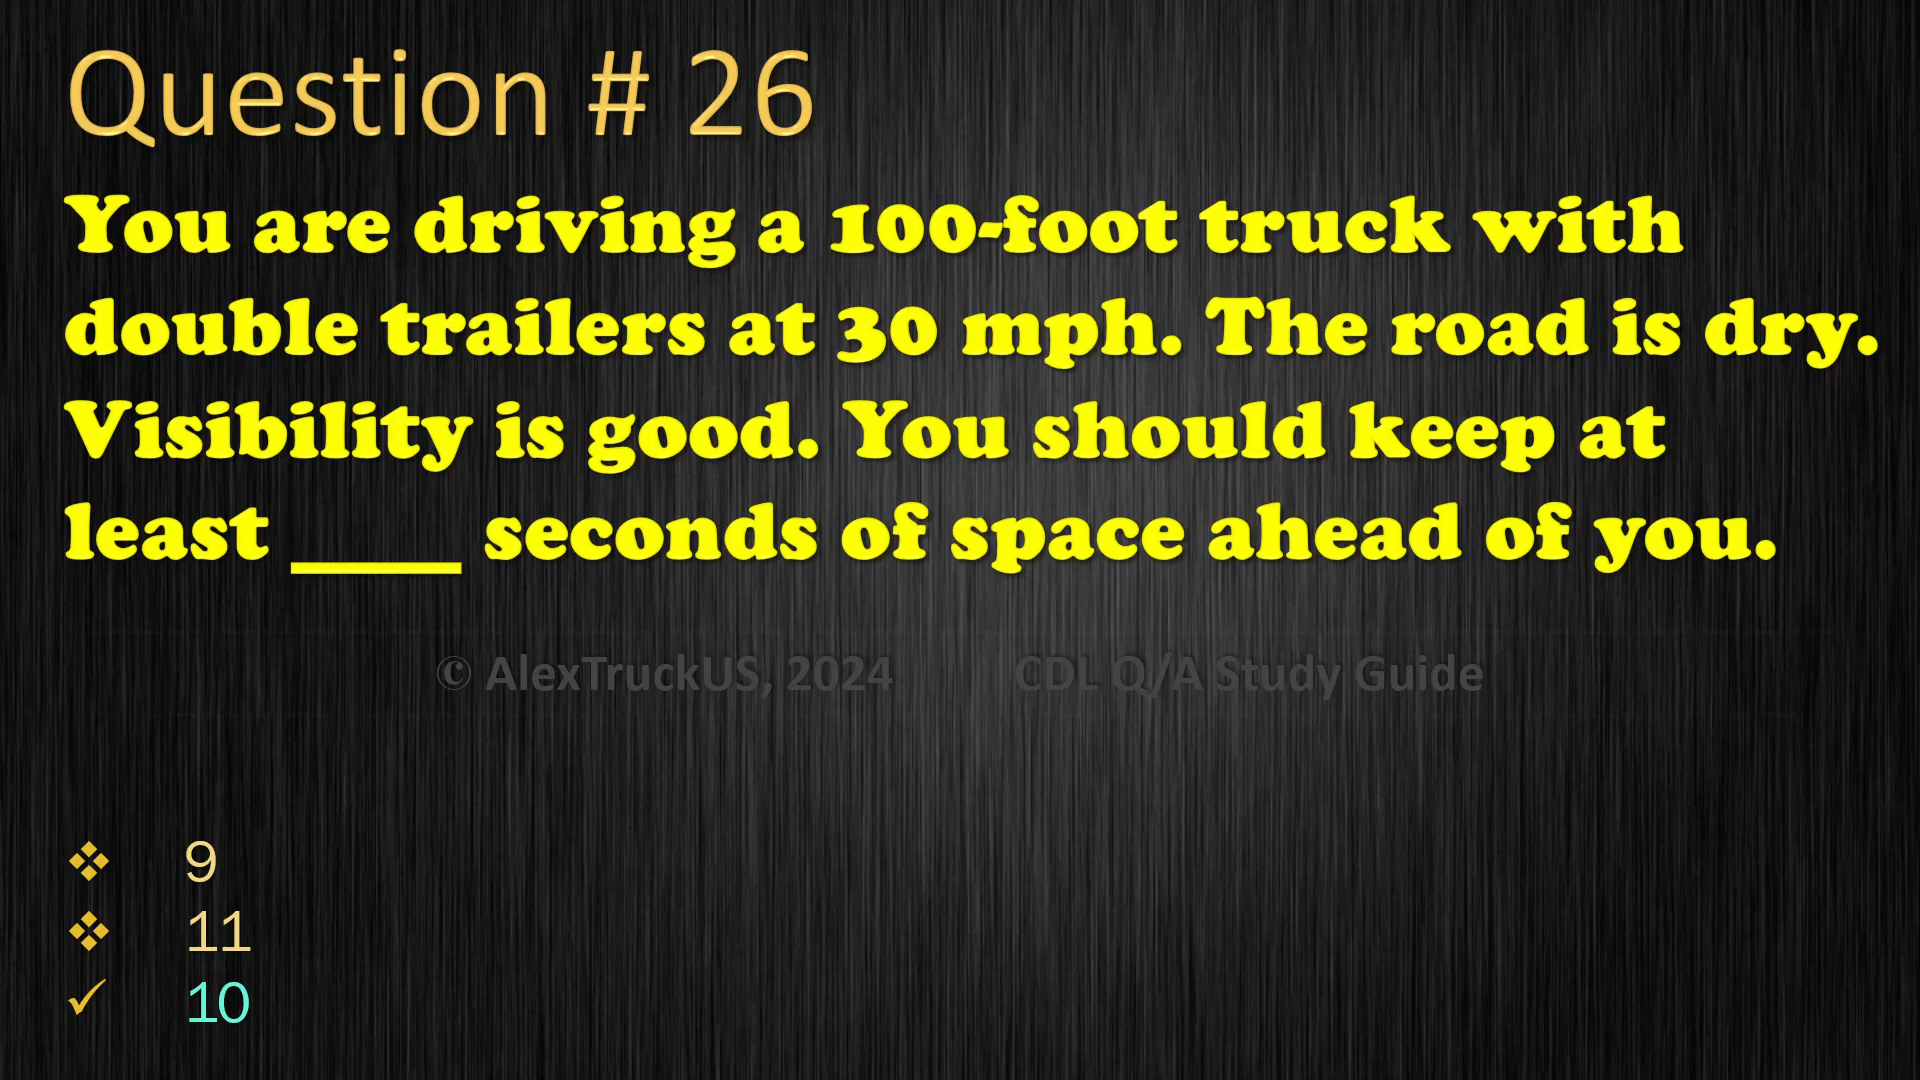 Question # 26
You are driving a 100-foot truck with
double trailers at 30 mph. The road is dry.
Visibility is good. You should keep at
least ____ seconds of space ahead of you.
© AlexTruckUS, 2024 CDL Q/A Study Guide
❖ 9
❖ 11
✓ 10